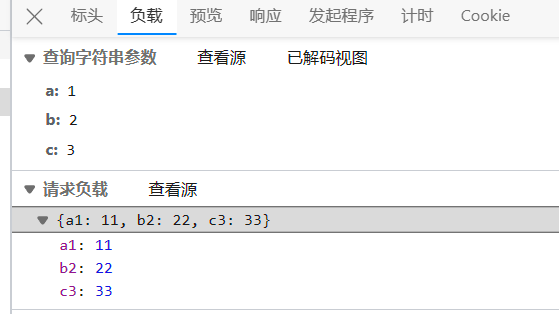 标头 负载 预览 响应 发起程序 计时 Cookie
查询字符串参数 查看源 已解码视图
a: 1
b: 2
c: 3
请求负载 查看源
{a1: 11, b2: 22, c3: 33}
a1: 11
b2: 22
c3: 33